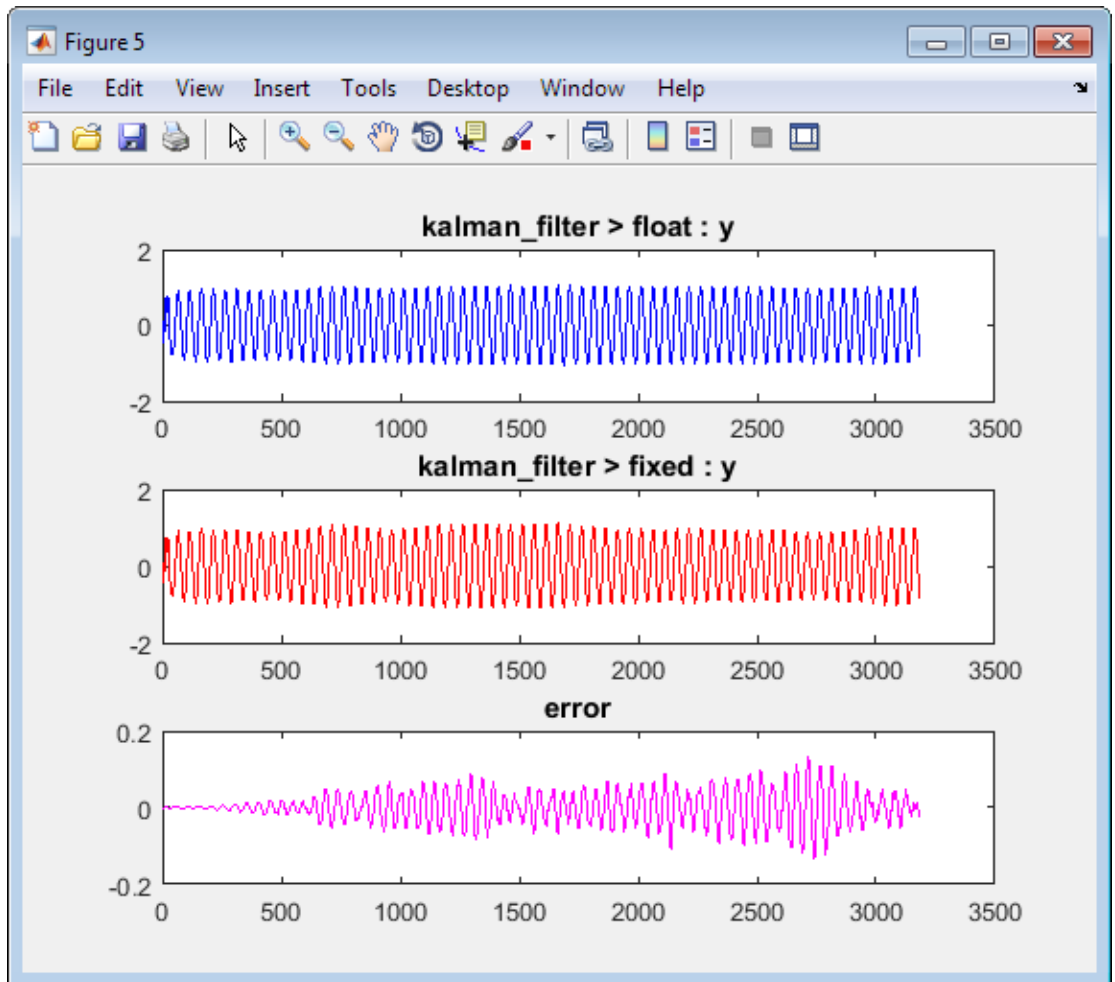 Figure 5
File Edit View Insert Tools Desktop Window Help
kalman_filter > float : y
2
0
-2
0 500 1000 1500 2000 2500 3000 3500
kalman_filter > fixed : y
2
0
-2
0 500 1000 1500 2000 2500 3000 3500
error
0.2
0
-0.2
0 500 1000 1500 2000 2500 3000 3500